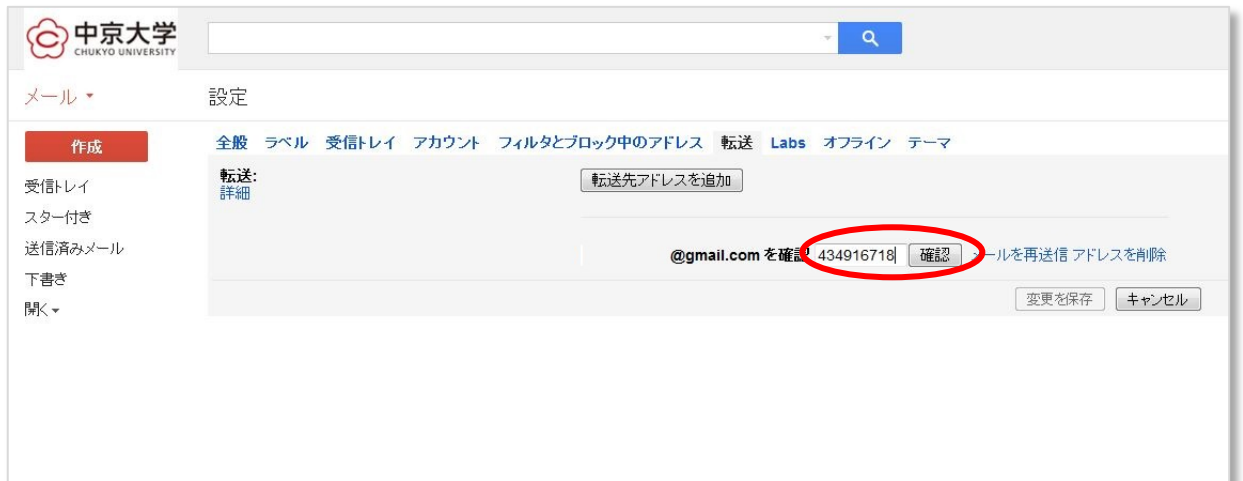 中京大学
CHUKYO UNIVERSITY
メール
設定
作成
全般 ラベル 受信トレイ アカウント フィルタとブロック中のアドレス 転送 Labs オフライン テーマ
転送:
詳細
転送先アドレスを追加
受信トレイ
スター付き
送信済みメール
下書き
開く
@gmail.com を確認 434916718 確認 メールを再送信 アドレスを削除
変更を保存 キャンセル